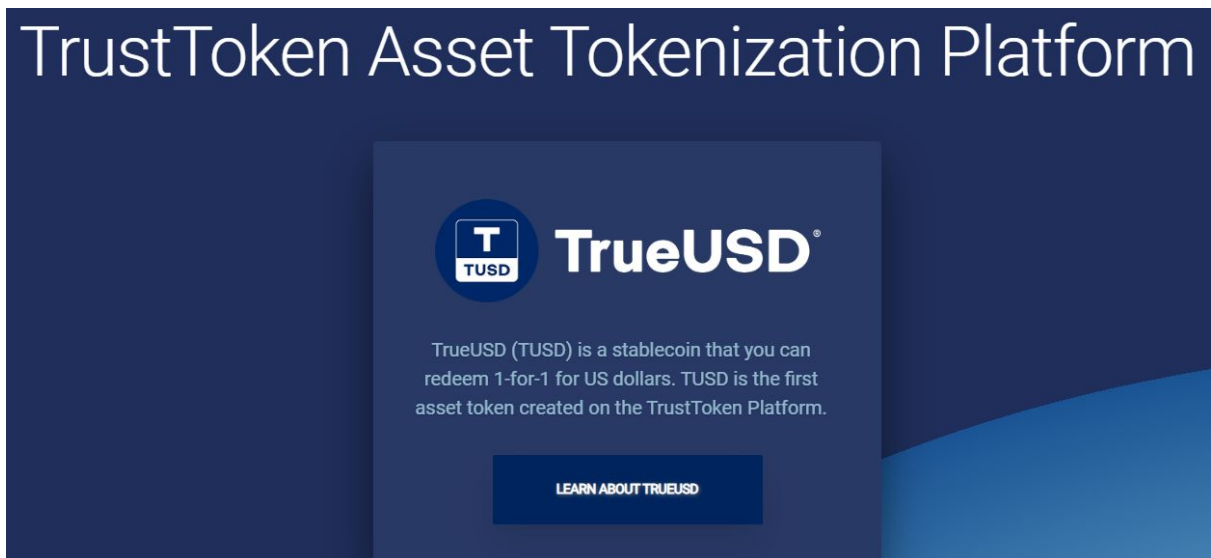 TrustToken Asset Tokenization Platform
T
TUSD
TrueUSD®
TrueUSD (TUSD) is a stablecoin that you can
redeem 1-for-1 for US dollars. TUSD is the first
asset token created on the TrustToken Platform.
LEARN ABOUT TRUEUSD